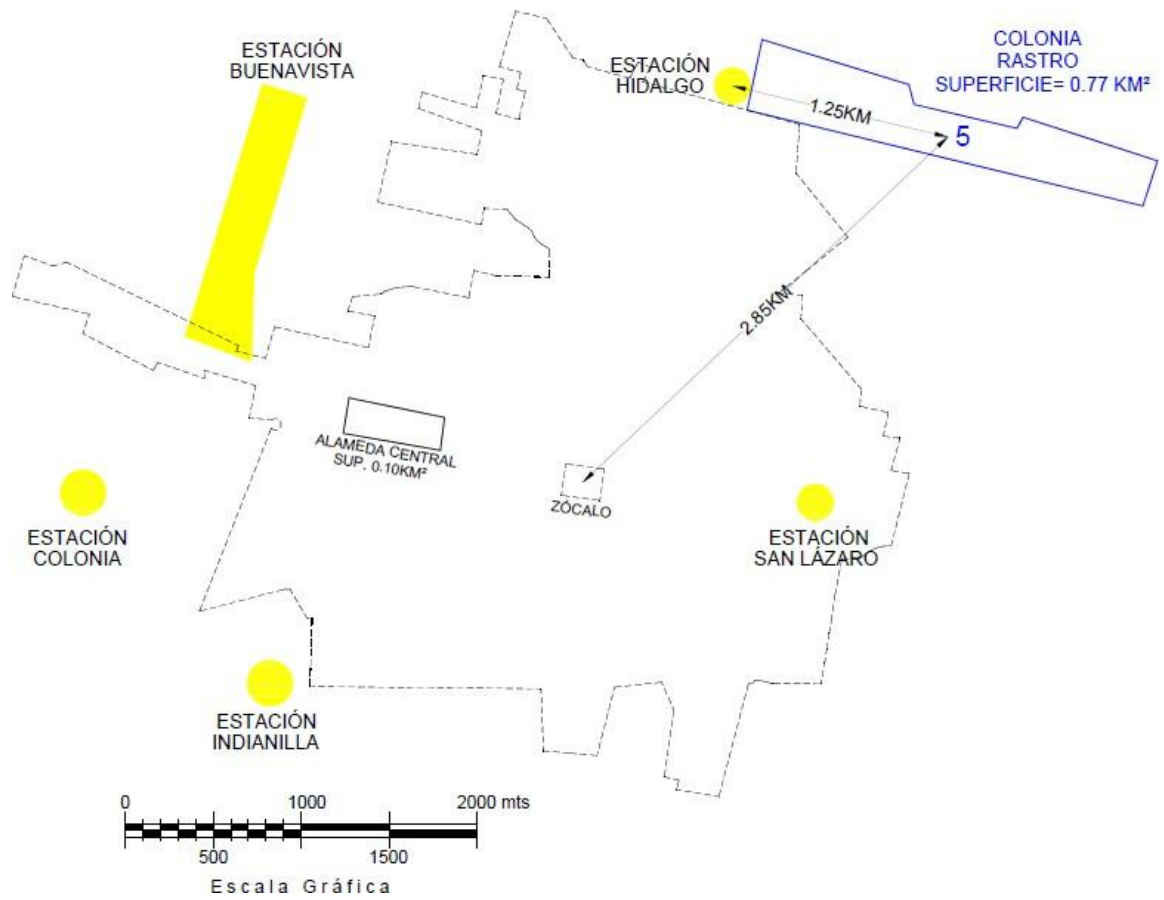 ESTACIÓN
BUENAVISTA
ESTACIÓN
HIDALGO
COLONIA
RASTRO
SUPERFICIE= 0.77 KM²
1.25KM
5
2.85KM
ALAMEDA CENTRAL
SUP. 0.10KM²
ZÓCALO
ESTACIÓN
COLONIA
ESTACIÓN
SAN LÁZARO
ESTACIÓN
INDIANILLA
0 1000 2000 mts
500 1500
Escala Gráfica